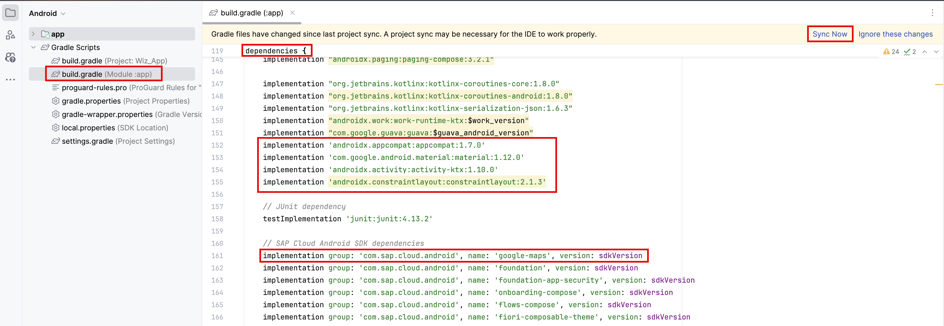 Android
build.gradle (:app)
app
Gradle Scripts
build.gradle (Project: Wiz_App)
build.gradle (Module :app)
proguard-rules.pro (ProGuard Rules for "
gradle.properties (Project Properties)
gradle-wrapper.properties (Gradle Versio
local.properties (SDK Location)
settings.gradle (Project Settings)
Gradle files have changed since last project sync. A project sync may be necessary for the IDE to work properly.
Sync Now
Ignore these changes
119 dependencies {
24 2
145 implementation "androidx.paging:paging-compose:3.2.1"
146
147 implementation "org.jetbrains.kotlinx:kotlinx-coroutines-core:1.8.0"
148 implementation "org.jetbrains.kotlinx:kotlinx-coroutines-android:1.8.0"
149 implementation "org.jetbrains.kotlinx:kotlinx-serialization-json:1.6.3"
150 implementation "androidx.work:work-runtime-ktx:$work_version"
151 implementation "com.google.guava:guava:$guava_android_version"
152 implementation 'androidx.appcompat:appcompat:1.7.0'
153 implementation 'com.google.android.material:material:1.12.0'
154 implementation 'androidx.activity:activity-ktx:1.10.0'
155 implementation 'androidx.constraintlayout:constraintlayout:2.1.3'
156
157 // JUnit dependency
158 testImplementation 'junit:junit:4.13.2'
159
160 // SAP Cloud Android SDK dependencies
161 implementation group: 'com.sap.cloud.android', name: 'google-maps', version: sdkVersion
162 implementation group: 'com.sap.cloud.android', name: 'foundation', version: sdkVersion
163 implementation group: 'com.sap.cloud.android', name: 'foundation-app-security', version: sdkVersion
164 implementation group: 'com.sap.cloud.android', name: 'onboarding-compose', version: sdkVersion
165 implementation group: 'com.sap.cloud.android', name: 'flows-compose', version: sdkVersion
166 implementation group: 'com.sap.cloud.android', name: 'fiori-composable-theme', version: sdkVersion